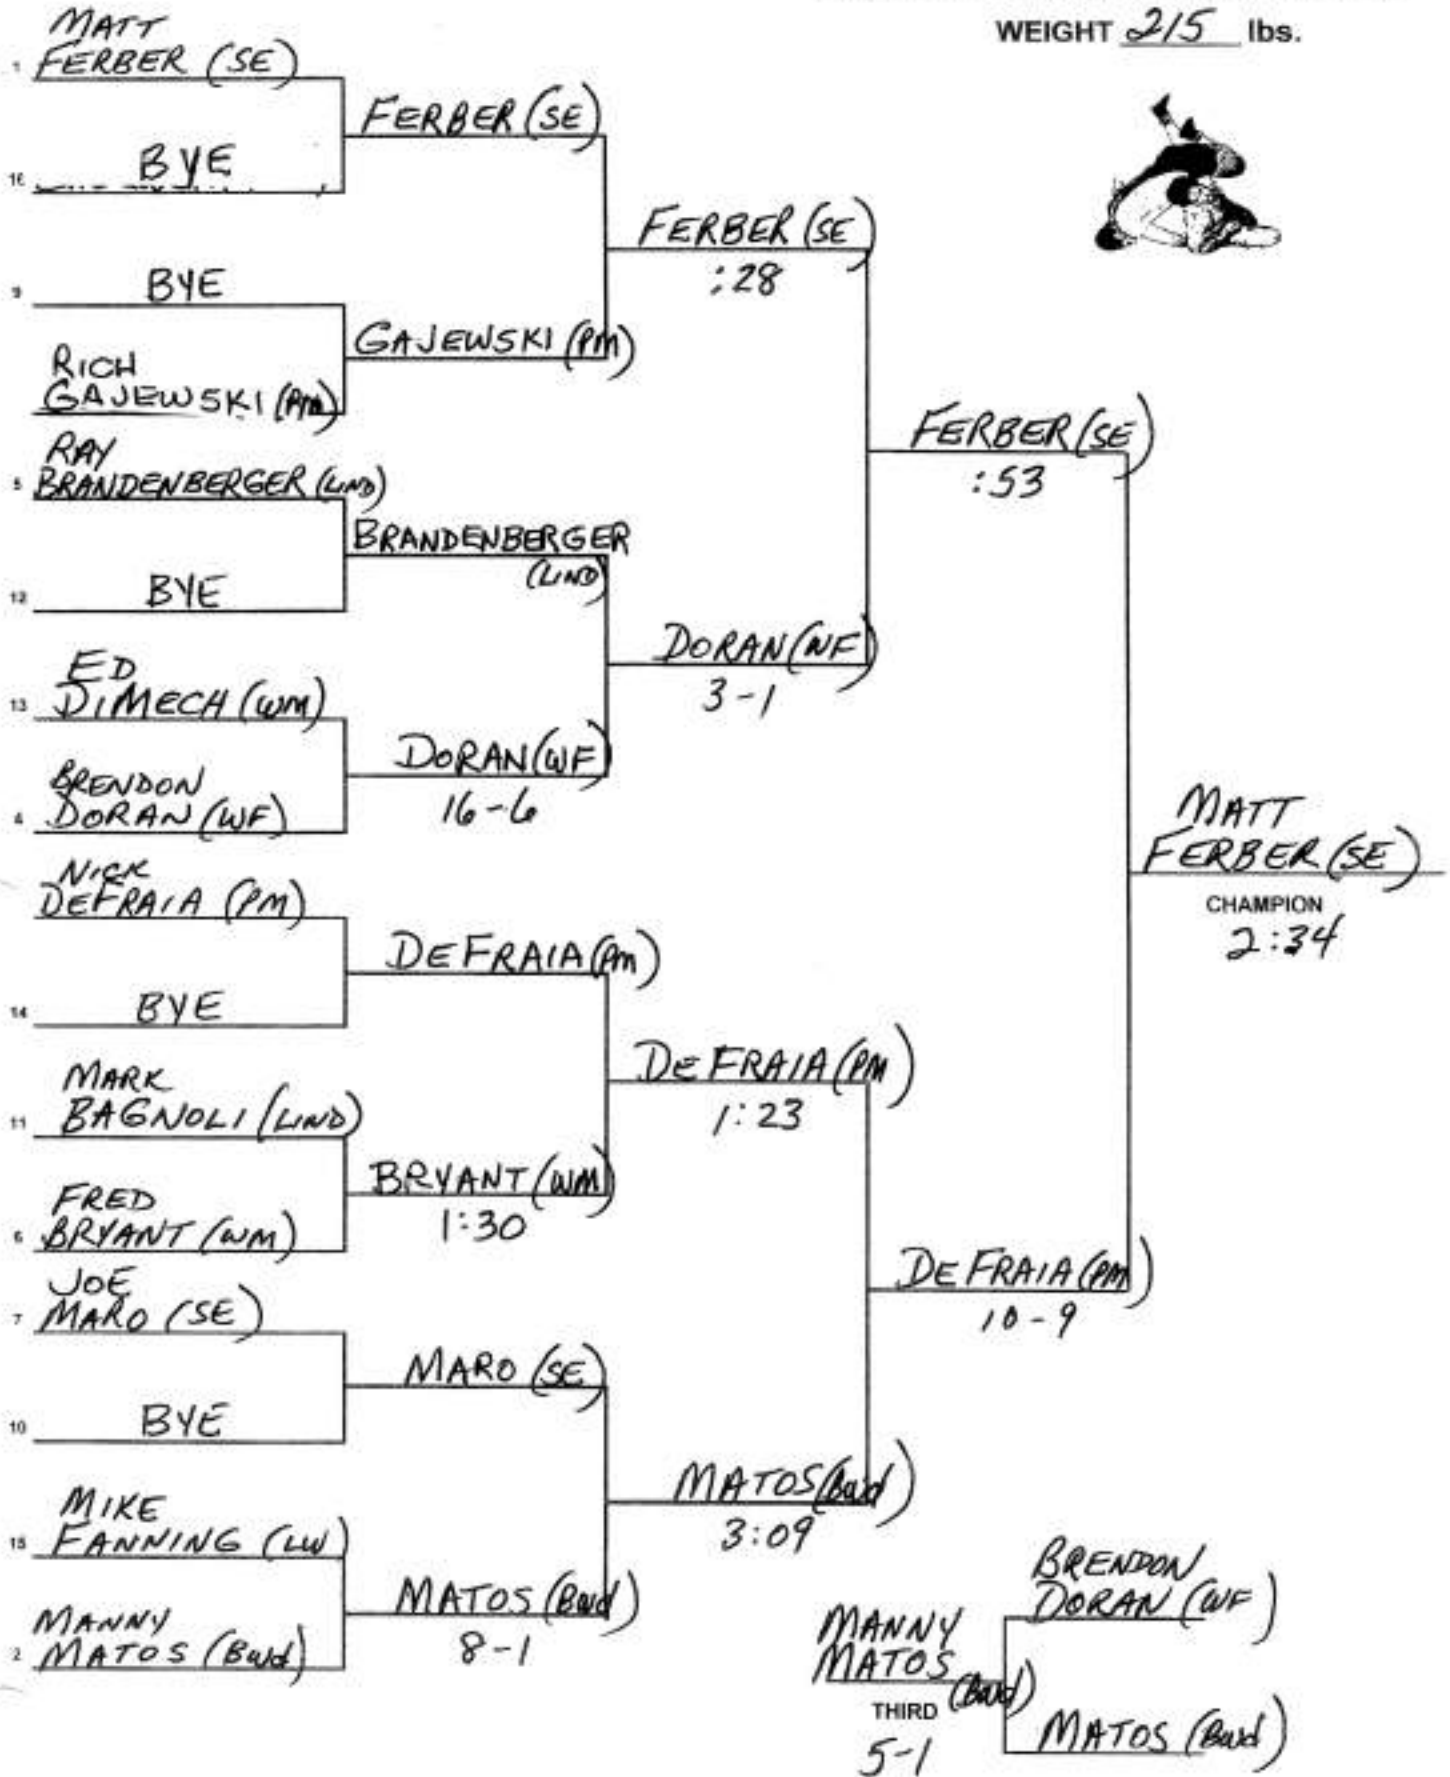 WEIGHT 215 lbs.
MATT
1 FERBER (SE)
16 BYE
9 BYE
RICH
GAJEWSKI (PM)
RAY
5 BRANDENBERGER (LIND)
12 BYE
ED
13 DIMECH (WM)
BRENDON
4 DORAN (WF)
NICK
DEFRAIA (PM)
14 BYE
MARK
11 BAGNOLI (LIND)
FRED
6 BRYANT (WM)
JOE
7 MARO (SE)
10 BYE
MIKE
15 FANNING (LW)
MANNY
2 MATOS (Bwd)
FERBER (SE)
GAJEWSKI (PM)
BRANDENBERGER
(LIND)
DORAN (WF)
16-6
DEFRAIA (PM)
BRYANT (WM)
1:30
MARO (SE)
MATOS (Bwd)
8-1
FERBER (SE)
:28
DORAN (WF)
3-1
DEFRAIA (PM)
1:23
MATOS (Bwd)
3:09
FERBER (SE)
:53
DEFRAIA (PM)
10-9
MATT
FERBER (SE)
CHAMPION
2:34
BRENDON
DORAN (WF)
MATOS (Bwd)
MANNY
MATOS (Bwd)
THIRD
5-1